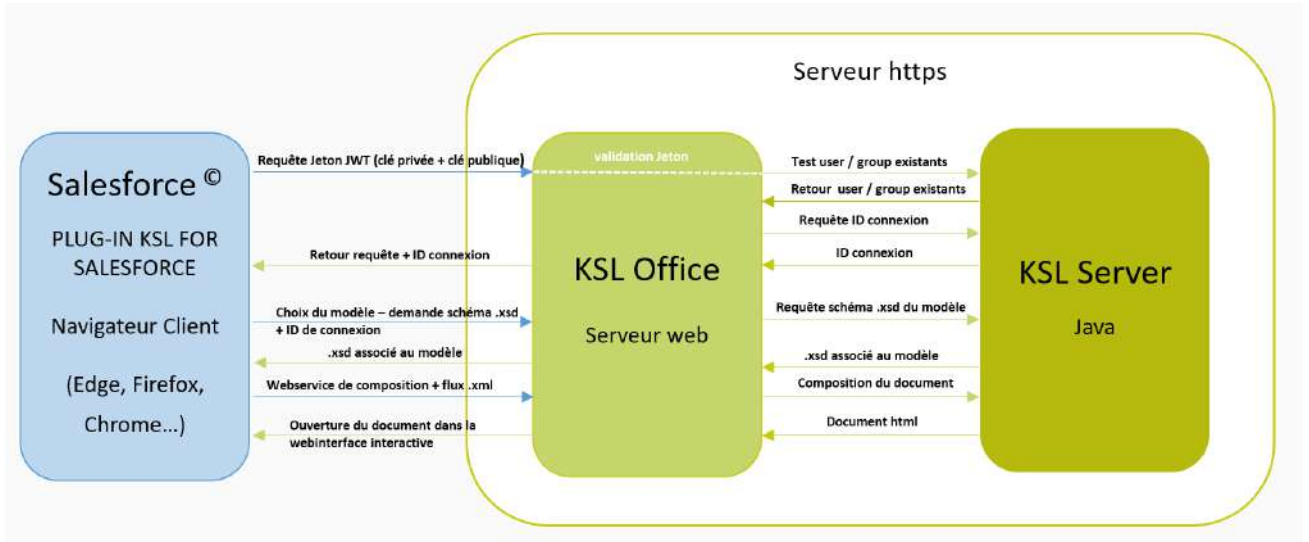 Serveur https
Salesforce ©
PLUG-IN KSL FOR
SALESFORCE
Navigateur Client
(Edge, Firefox,
Chrome...)
Requête Jeton JWT (clé privée + clé publique)
Retour requête + ID connexion
Choix du modèle – demande schéma .xsd
+ ID de connexion
.xsd associé au modèle
Webservice de composition + flux .xml
Ouverture du document dans la
webinterface interactive
validation Jeton
KSL Office
Serveur web
Test user / group existants
Retour user / group existants
Requête ID connexion
ID connexion
Requête schéma .xsd du modèle
.xsd associé au modèle
Composition du document
Document html
KSL Server
Java